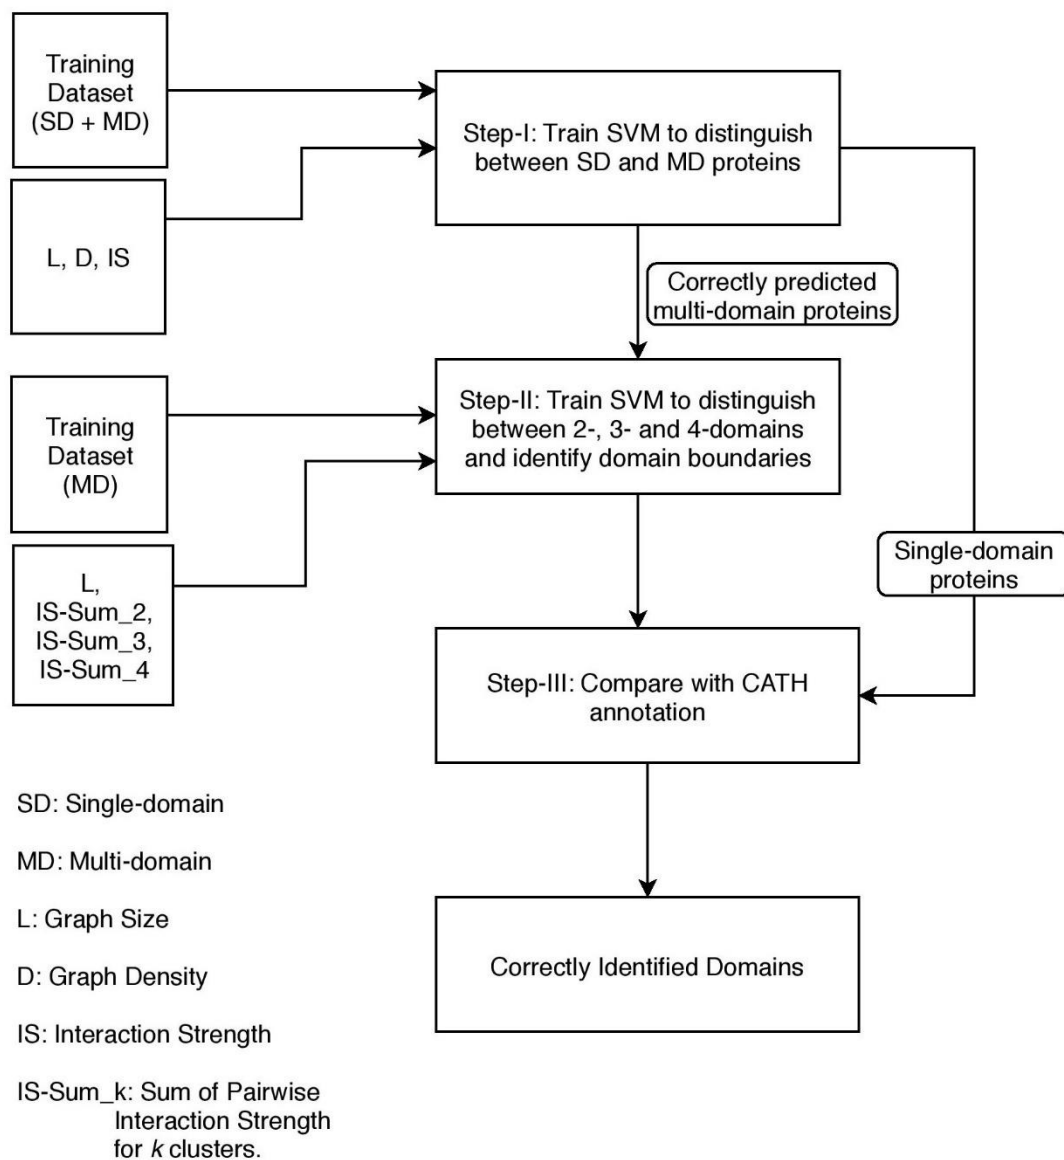 Training
Dataset
(SD + MD)
L, D, IS
Step-I: Train SVM to distinguish
between SD and MD proteins
Correctly predicted
multi-domain proteins
Training
Dataset
(MD)
L,
IS-Sum_2,
IS-Sum_3,
IS-Sum_4
Step-II: Train SVM to distinguish
between 2-, 3- and 4-domains
and identify domain boundaries
Single-domain
proteins
Step-III: Compare with CATH
annotation
Correctly Identified Domains
SD: Single-domain
MD: Multi-domain
L: Graph Size
D: Graph Density
IS: Interaction Strength
IS-Sum_k: Sum of Pairwise
Interaction Strength
for k clusters.